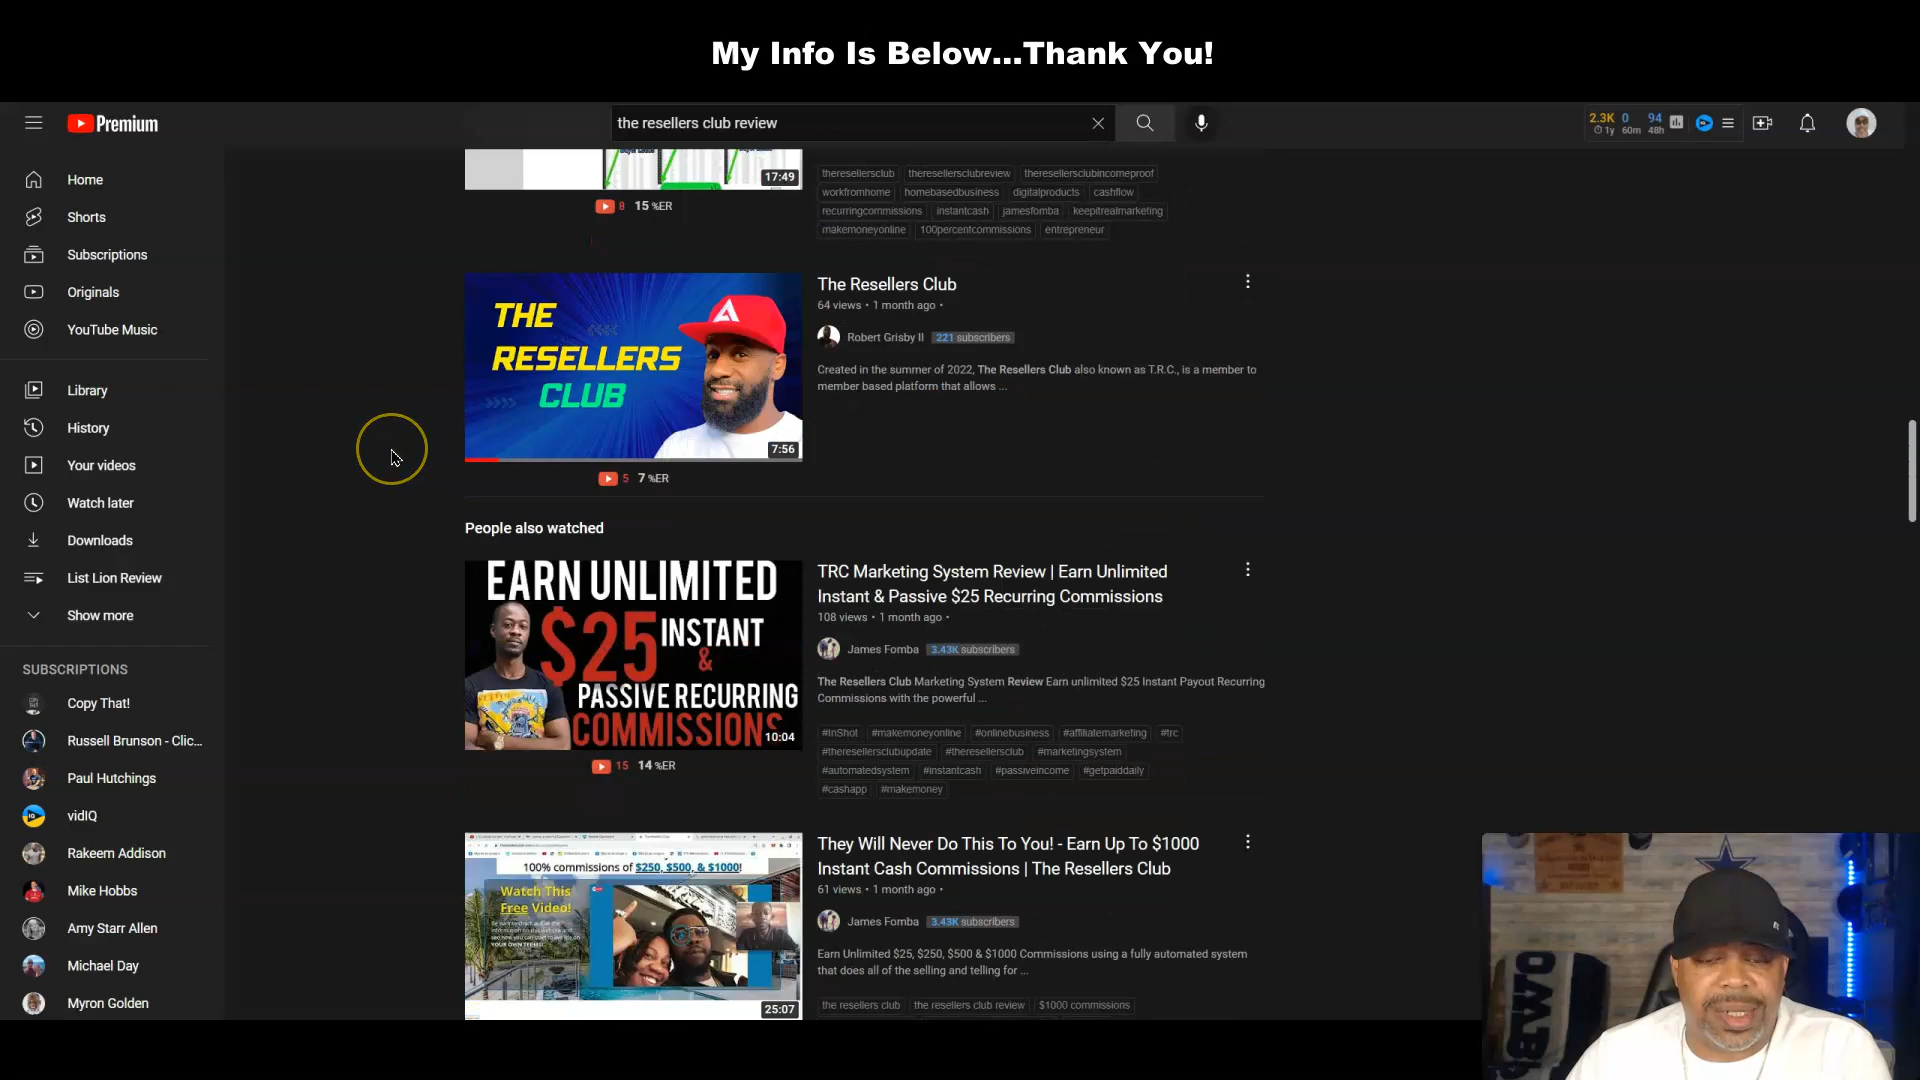 My Info Is Below...Thank You!
Premium
the resellers club review
2.3K 0 94
1y 60m 48h
Home
Shorts
Subscriptions
Originals
YouTube Music
Library
History
Your videos
Watch later
Downloads
List Lion Review
Show more
SUBSCRIPTIONS
Copy That!
Russell Brunson - Clic...
Paul Hutchings
vidIQ
Rakeem Addison
Mike Hobbs
Amy Starr Allen
Michael Day
Myron Golden
17:49
8 15 %ER
theresellersclub theresellersclubreview theresellersclubincomeproof
workfromhome homebasedbusiness digitalproducts cashflow
recurringcommissions instantcash jamesfomba keepitrealmarketing
makemoneyonline 100percentcommissions entrepreneur
THE
RESELLERS
CLUB
7:56
5 7 %ER
The Resellers Club
64 views • 1 month ago •
Robert Grisby II 221 subscribers
Created in the summer of 2022, The Resellers Club also known as T.R.C., is a member to
member based platform that allows ...
People also watched
EARN UNLIMITED
$25 INSTANT
&
PASSIVE RECURRING
COMMISSIONS
10:04
15 14 %ER
TRC Marketing System Review | Earn Unlimited
Instant & Passive $25 Recurring Commissions
108 views • 1 month ago •
James Fomba 3.43K subscribers
The Resellers Club Marketing System Review Earn unlimited $25 Instant Payout Recurring
Commissions with the powerful ...
#InShot #makemoneyonline #onlinebusiness #affiliatemarketing #trc
#theresellersclubupdate #theresellersclub #marketingsystem
#automatedsystem #instantcash #passiveincome #getpaiddaily
#cashapp #makemoney
100% commissions of $250, $500, & $1000!
Watch This
Free Video!
YOUR OWN TERMS!
25:07
They Will Never Do This To You! - Earn Up To $1000
Instant Cash Commissions | The Resellers Club
61 views • 1 month ago •
James Fomba 3.43K subscribers
Earn Unlimited $25, $250, $500 & $1000 Commissions using a fully automated system
that does all of the selling and telling for ...
the resellers club the resellers club review $1000 commissions